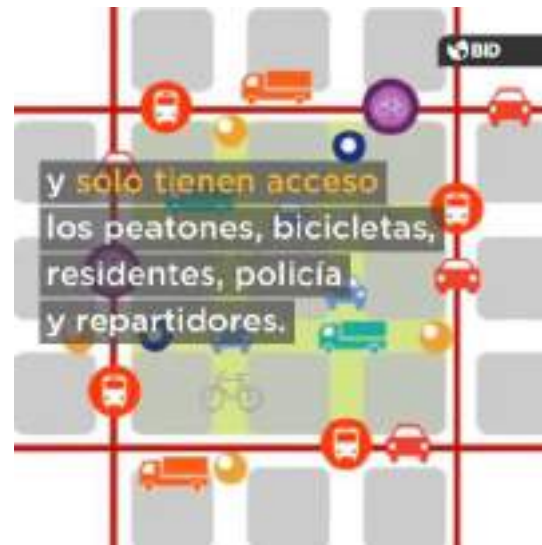 BID
y solo tienen acceso
los peatones, bicicletas,
residentes, policía
y repartidores.